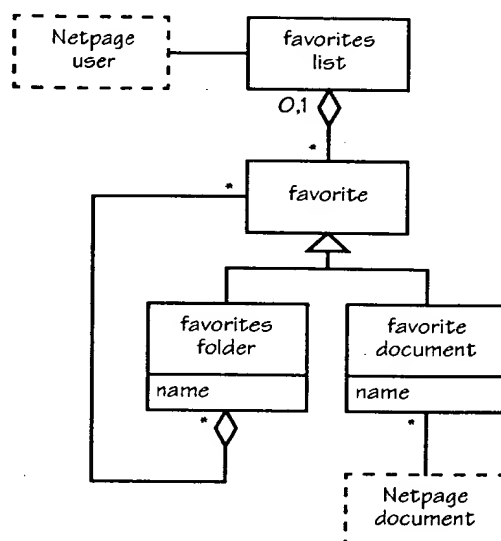 Netpage
user
favorites
list
0,1
*
favorite
*
favorites
folder
name
*
favorite
document
name
*
Netpage
document